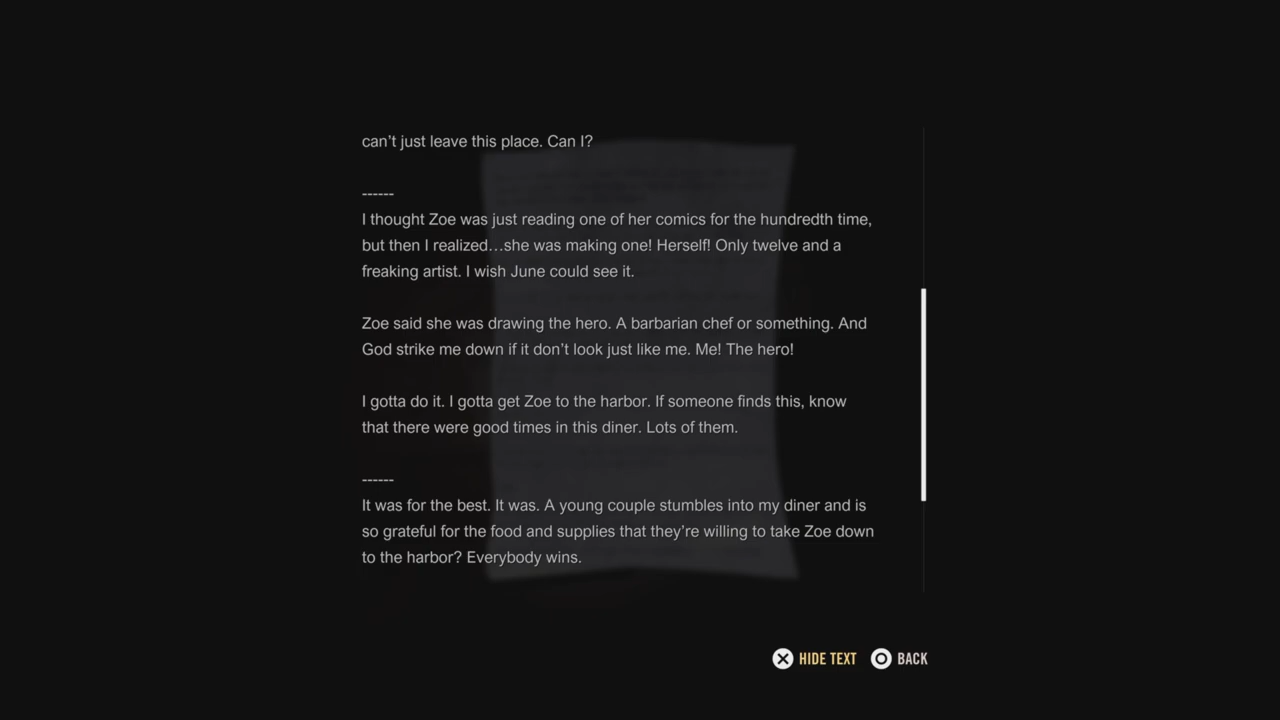 can't just leave this place. Can I?
------
I thought Zoe was just reading one of her comics for the hundredth time,
but then I realized…she was making one! Herself! Only twelve and a
freaking artist. I wish June could see it.
Zoe said she was drawing the hero. A barbarian chef or something. And
God strike me down if it don't look just like me. Me! The hero!
I gotta do it. I gotta get Zoe to the harbor. If someone finds this, know
that there were good times in this diner. Lots of them.
------
It was for the best. It was. A young couple stumbles into my diner and is
so grateful for the food and supplies that they're willing to take Zoe down
to the harbor? Everybody wins.
HIDE TEXT BACK